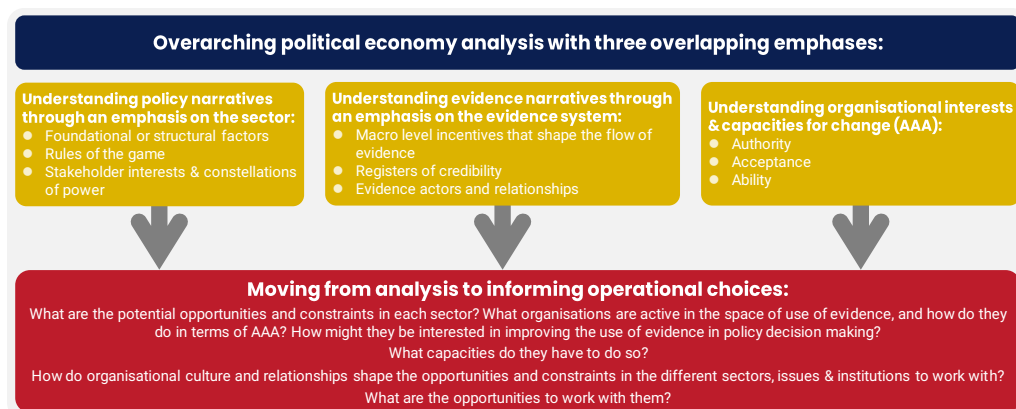 Overarching political economy analysis with three overlapping emphases:
Understanding policy narratives
through an emphasis on the sector:
● Foundational or structural factors
● Rules of the game
● Stakeholder interests & constellations
of power
Understanding evidence narratives through
an emphasis on the evidence system:
● Macro level incentives that shape the flow of
evidence
● Registers of credibility
● Evidence actors and relationships
Understanding organisational interests
& capacities for change (AAA):
● Authority
● Acceptance
● Ability
Moving from analysis to informing operational choices:
What are the potential opportunities and constraints in each sector? What organisations are active in the space of use of evidence, and how do they
do in terms of AAA? How might they be interested in improving the use of evidence in policy decision making?
What capacities do they have to do so?
How do organisational culture and relationships shape the opportunities and constraints in the different sectors, issues & institutions to work with?
What are the opportunities to work with them?